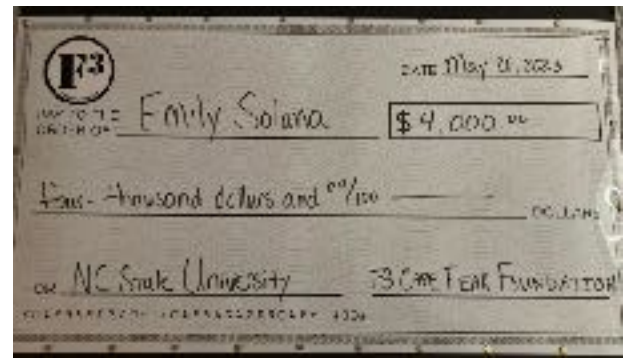 F3
DATE May 21, 2023
PAY TO THE
ORDER OF Emily Solana $4,000.00
four-thousand dollars and 00/100 DOLLARS
OR NC State University F3 CAPE FEAR FOUNDATION